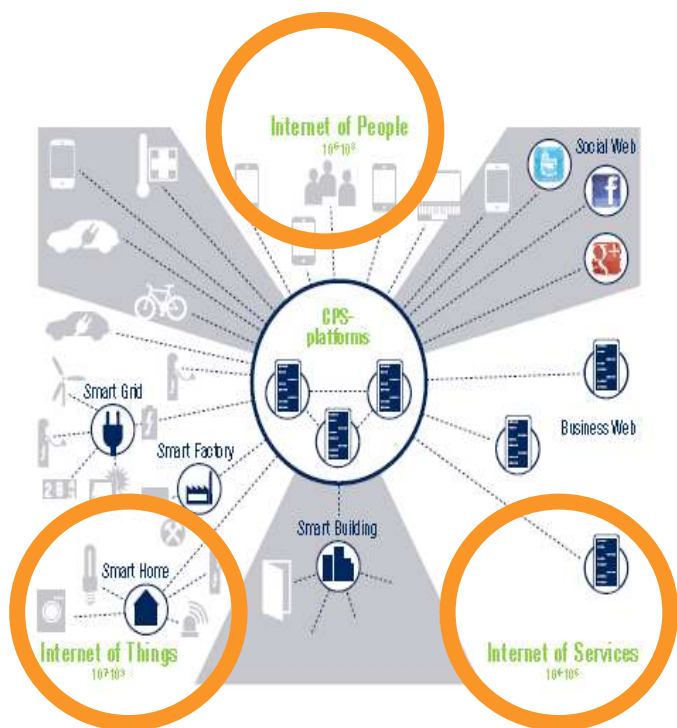 Internet of People
Social Web
CPS-
platforms
Smart Grid
Business Web
Smart Factory
Smart Building
Smart Home
Internet of Things
Internet of Services